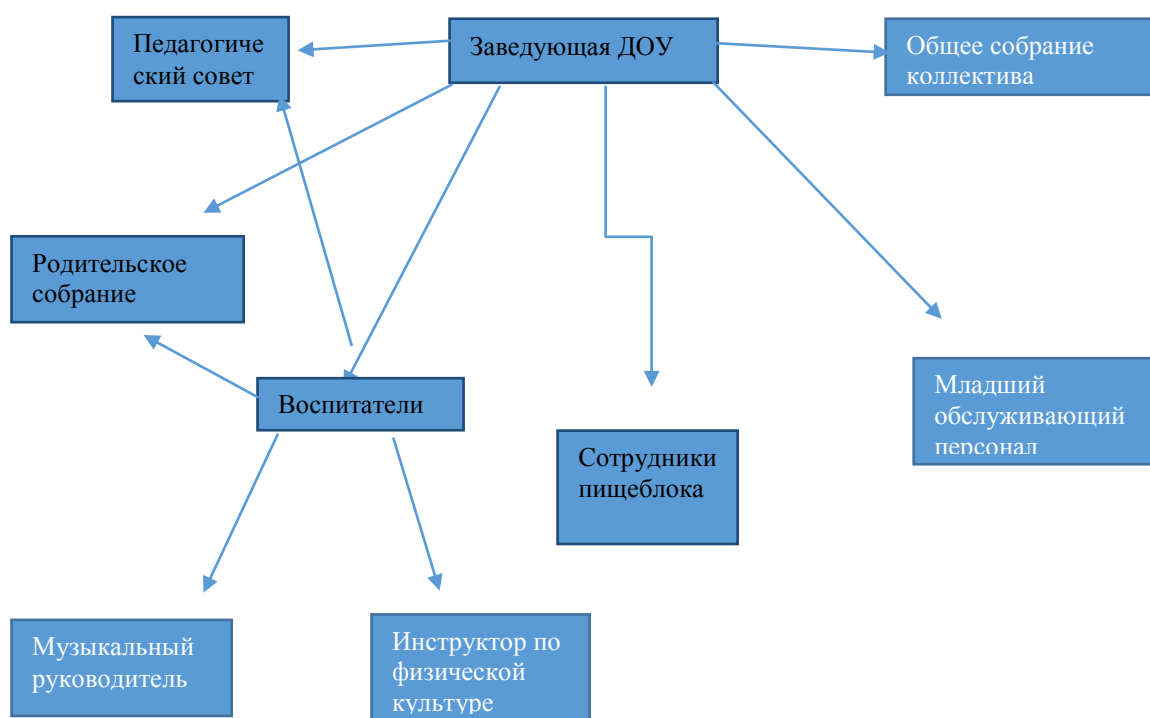 Педагогиче
ский совет
Заведующая ДОУ
Общее собрание
коллектива
Родительское
собрание
Воспитатели
Младший
обслуживающий
персонал
Сотрудники
пищеблока
Музыкальный
руководитель
Инструктор по
физической
культуре